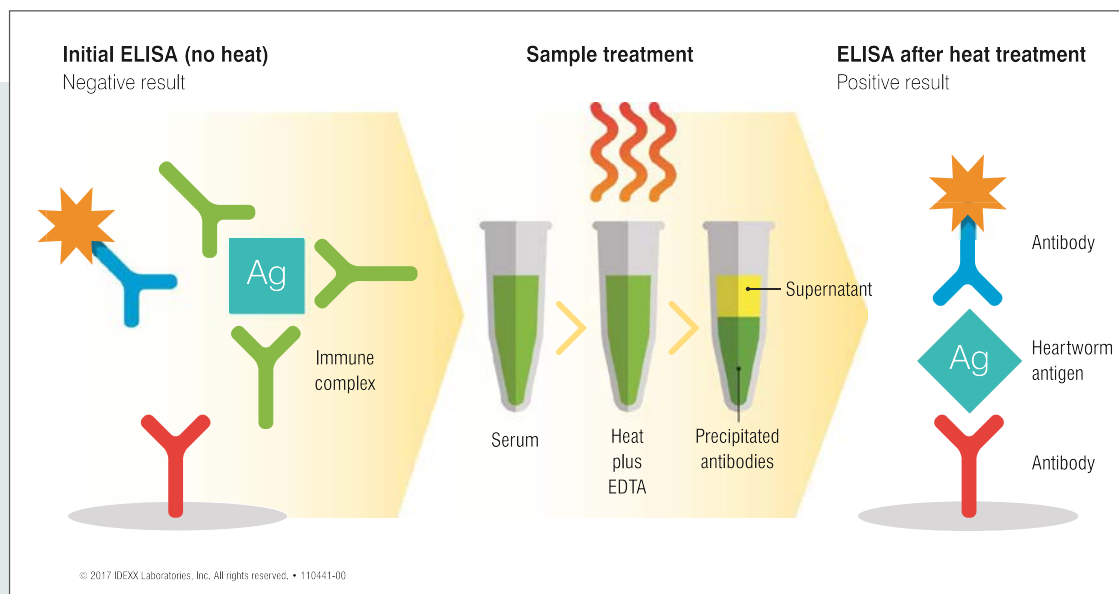 Initial ELISA (no heat)
Negative result
Sample treatment
ELISA after heat treatment
Positive result
Ag
Immune
complex
Serum
Heat
plus
EDTA
Supernatant
Precipitated
antibodies
Antibody
Ag
Heartworm
antigen
Antibody
© 2017 IDEXX Laboratories, Inc. All rights reserved. • 110441-00